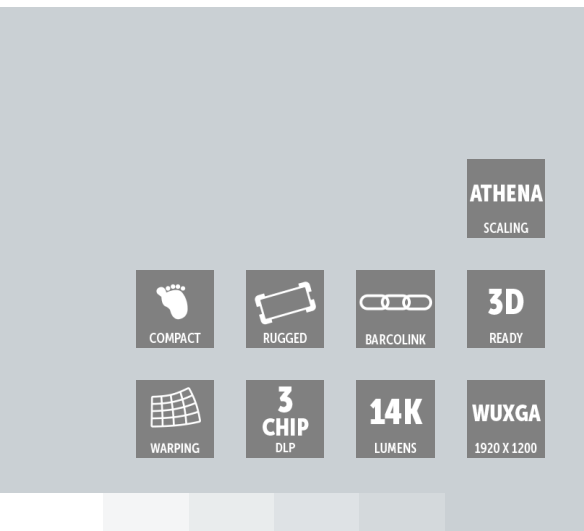 ATHENA
SCALING
COMPACT
RUGGED
BARCOLINK
3D
READY
WARPING
3
CHIP
DLP
14K
LUMENS
WUXGA
1920 X 1200